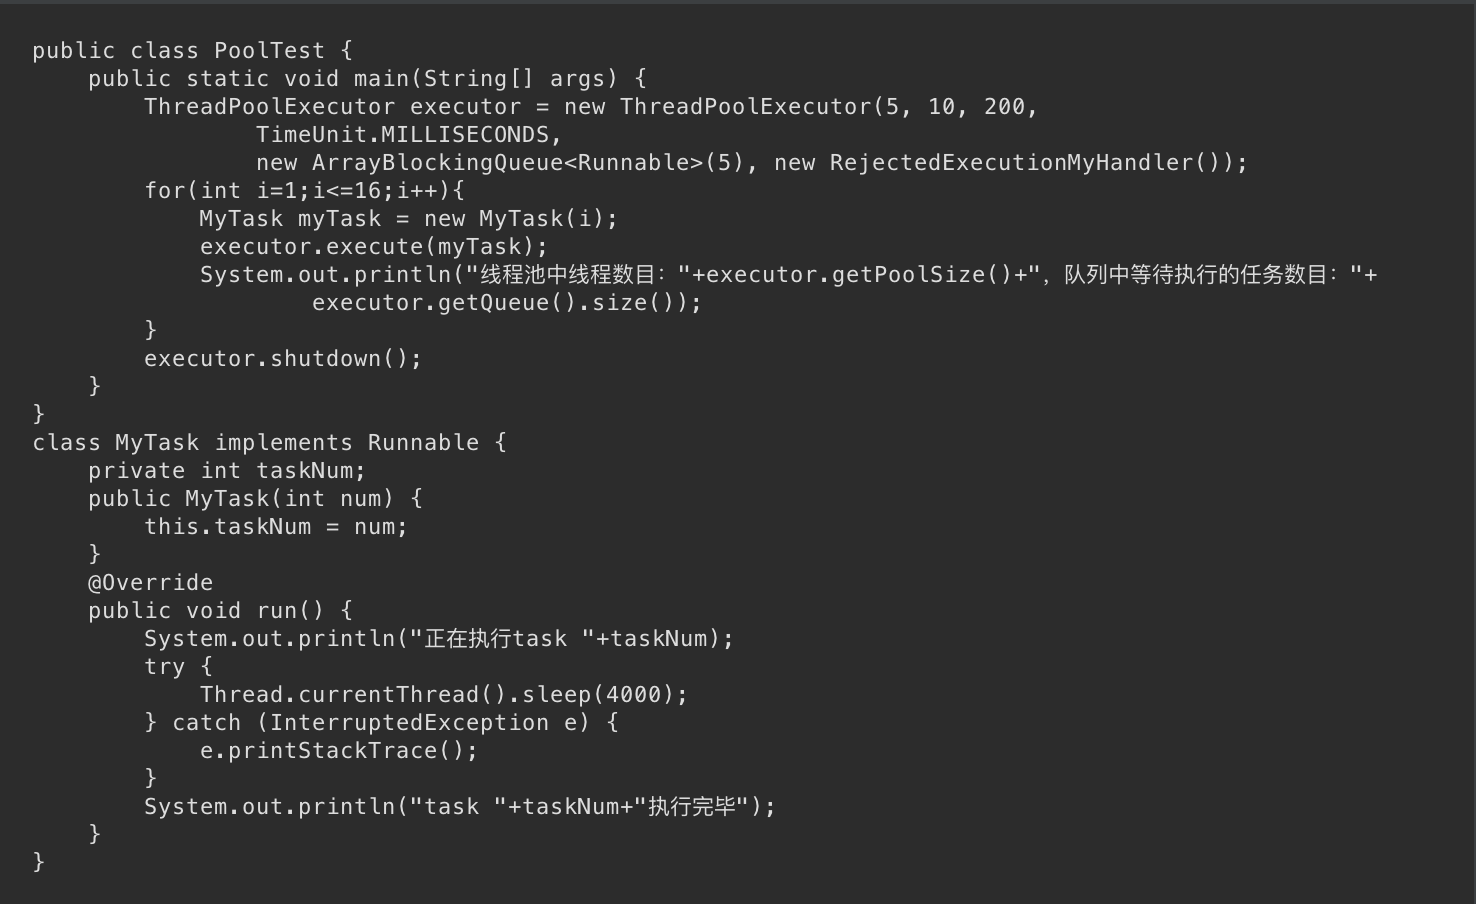 public class PoolTest {
public static void main(String[] args) {
ThreadPoolExecutor executor = new ThreadPoolExecutor(5, 10, 200,
TimeUnit.MILLISECONDS,
new ArrayBlockingQueue<Runnable>(5), new RejectedExecutionMyHandler());
for(int i=1;i<=16;i++){
MyTask myTask = new MyTask(i);
executor.execute(myTask);
System.out.println("线程池中线程数目："+executor.getPoolSize()+"，队列中等待执行的任务数目："+
executor.getQueue().size());
}
executor.shutdown();
}
}
class MyTask implements Runnable {
private int taskNum;
public MyTask(int num) {
this.taskNum = num;
}
@Override
public void run() {
System.out.println("正在执行task "+taskNum);
try {
Thread.currentThread().sleep(4000);
} catch (InterruptedException e) {
e.printStackTrace();
}
System.out.println("task "+taskNum+"执行完毕");
}
}